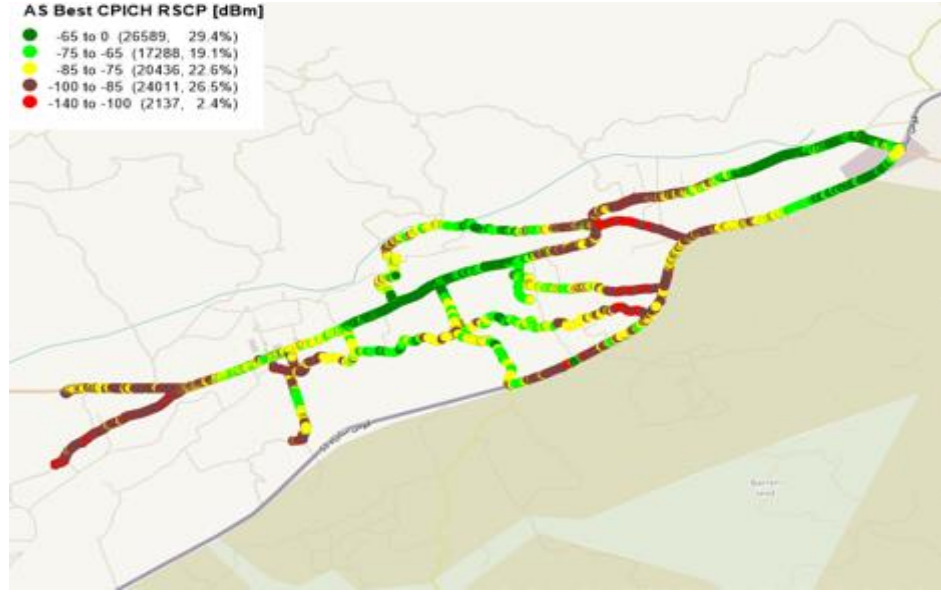 AS Best CPICH RSCP [dBm]
-65 to 0 (26589, 29.4%)
-75 to -65 (17288, 19.1%)
-85 to -75 (20436, 22.6%)
-100 to -85 (24011, 26.5%)
-140 to -100 (2137, 2.4%)